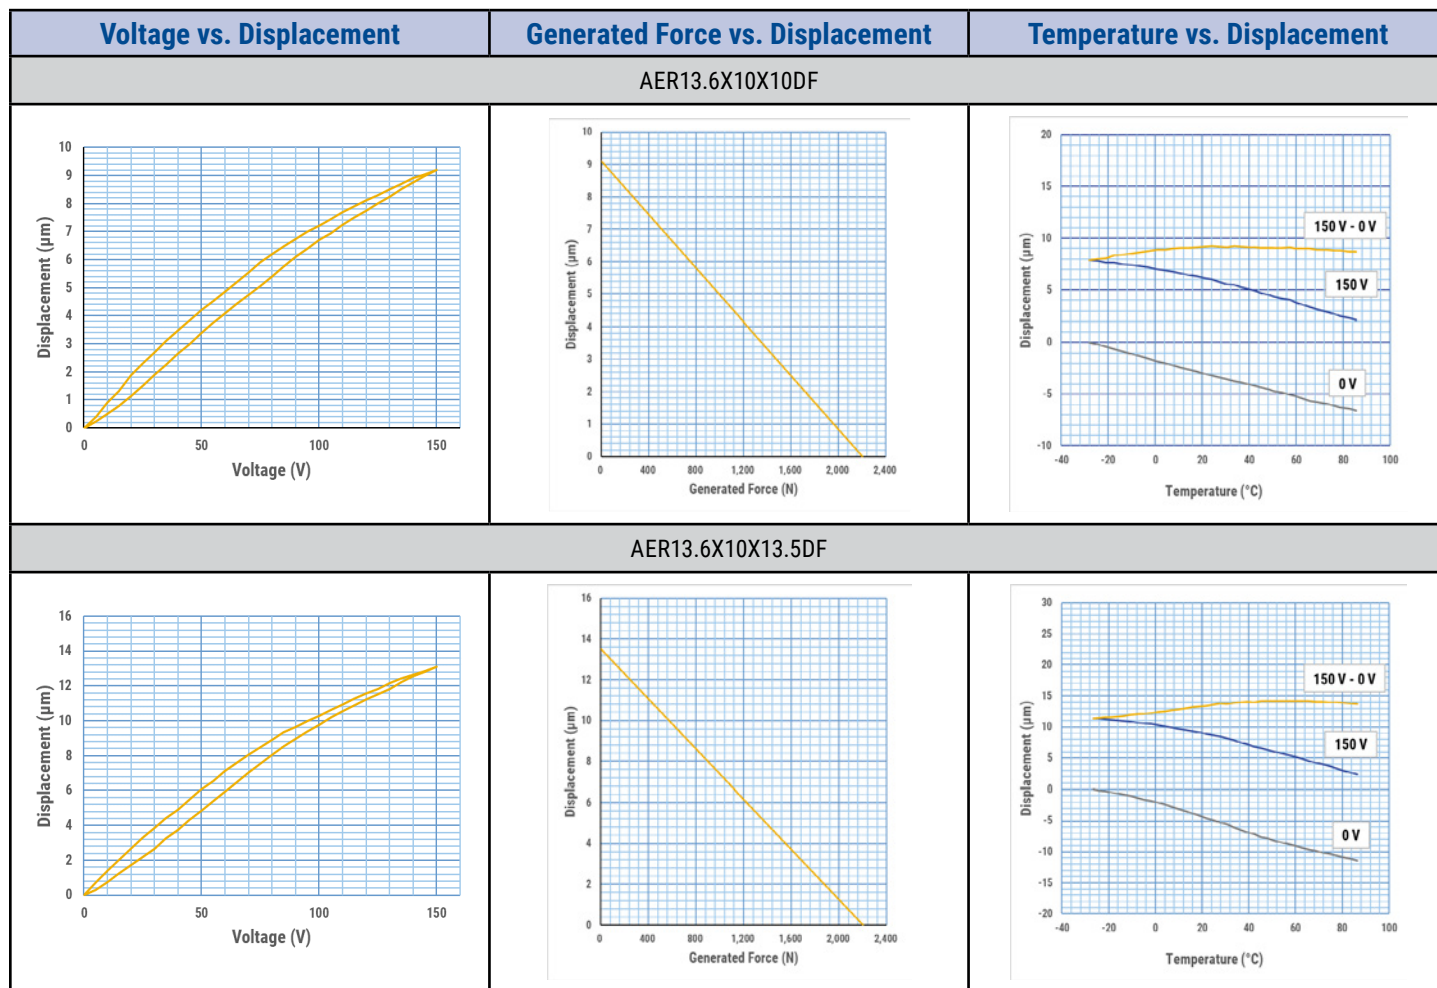 Voltage vs. Displacement
Generated Force vs. Displacement
Temperature vs. Displacement
AER13.6X10X10DF
10
9
8
7
6
5
4
3
2
1
0
Displacement (µm)
0 50 100 150
Voltage (V)
10
9
8
7
6
5
4
3
2
1
0
Displacement (µm)
0 400 800 1,200 1,600 2,000 2,400
Generated Force (N)
20
15
10
5
0
-5
-10
Displacement (µm)
150 V - 0 V
150 V
0 V
-40 -20 0 20 40 60 80 100
Temperature (°C)
AER13.6X10X13.5DF
16
14
12
10
8
6
4
2
0
Displacement (µm)
0 50 100 150
Voltage (V)
16
14
12
10
8
6
4
2
0
Displacement (µm)
0 400 800 1,200 1,600 2,000 2,400
Generated Force (N)
30
25
20
15
10
5
0
-5
-10
-15
-20
Displacement (µm)
150 V - 0 V
150 V
0 V
-40 -20 0 20 40 60 80 100
Temperature (°C)